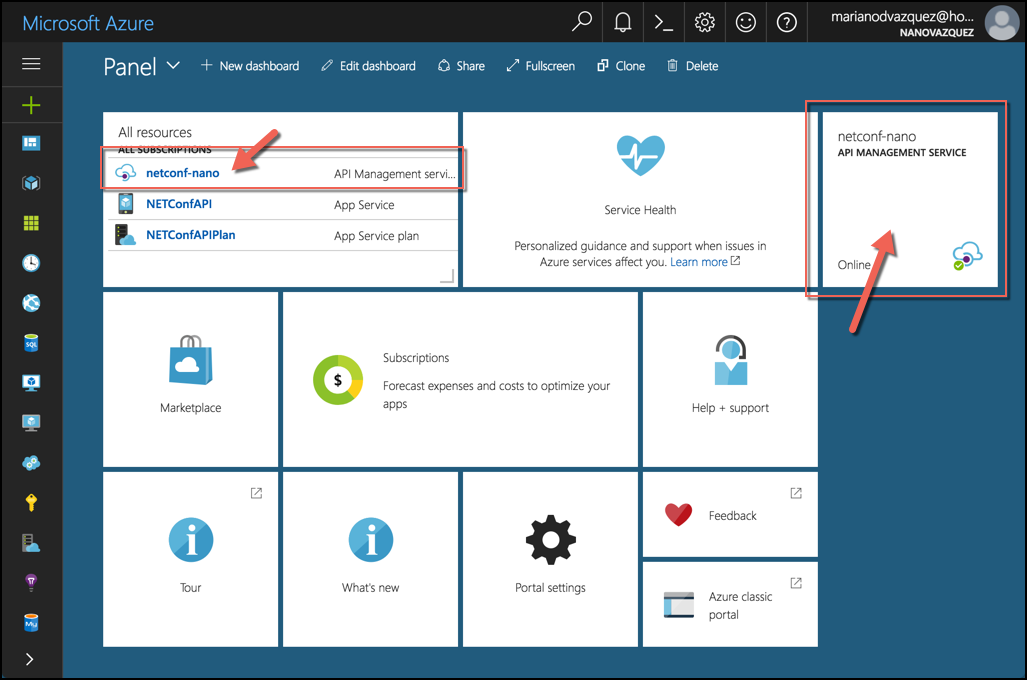 Microsoft Azure
marianodvazquez@ho...
NANOVAZQUEZ
Panel
New dashboard
Edit dashboard
Share
Fullscreen
Clone
Delete
All resources
ALL SUBSCRIPTIONS
netconf-nano
API Management servi...
NETConfAPI
App Service
NETConfAPIPlan
App Service plan
Service Health
Personalized guidance and support when issues in
Azure services affect you. Learn more
netconf-nano
API MANAGEMENT SERVICE
Online
Marketplace
$
Subscriptions
Forecast expenses and costs to optimize your
apps
Help + support
Tour
What's new
Portal settings
Feedback
Azure classic
portal
SQL
My